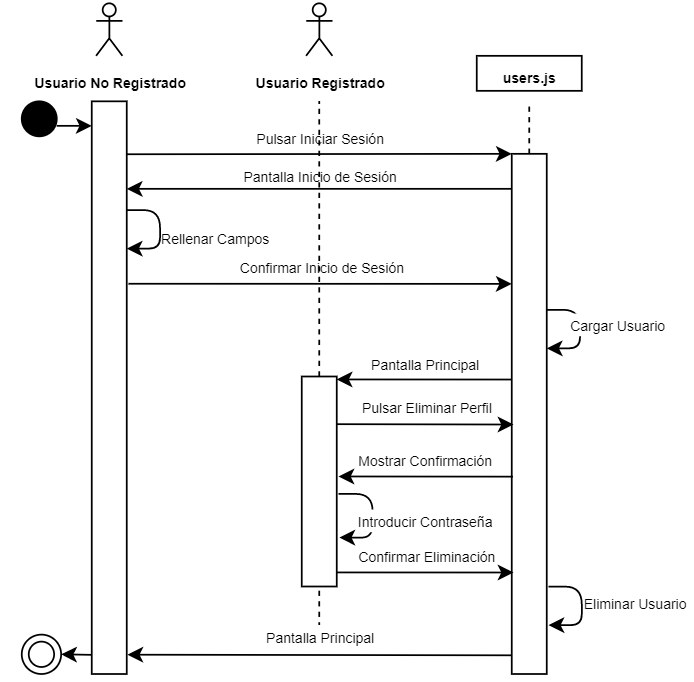 Usuario No Registrado
Usuario Registrado
users.js
Pulsar Iniciar Sesión
Pantalla Inicio de Sesión
Rellenar Campos
Confirmar Inicio de Sesión
Cargar Usuario
Pantalla Principal
Pulsar Eliminar Perfil
Mostrar Confirmación
Introducir Contraseña
Confirmar Eliminación
Eliminar Usuario
Pantalla Principal